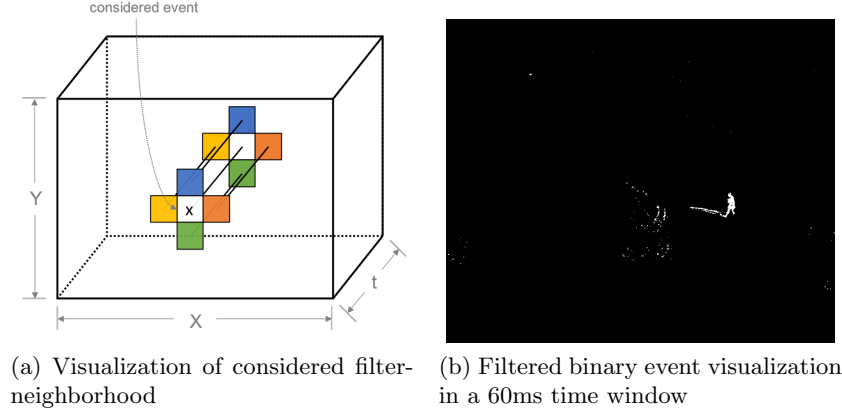 considered event
Y
x
t
X
(a) Visualization of considered filter-
neighborhood
(b) Filtered binary event visualization
in a 60ms time window